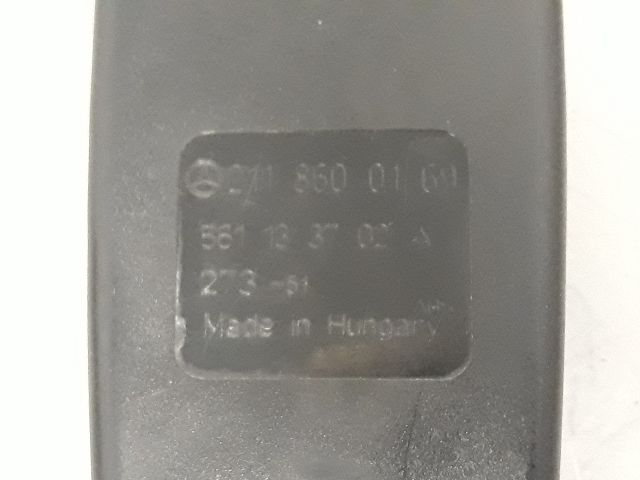 211 860 01 69
561 13 37 02 A
273-51
Made in Hungary